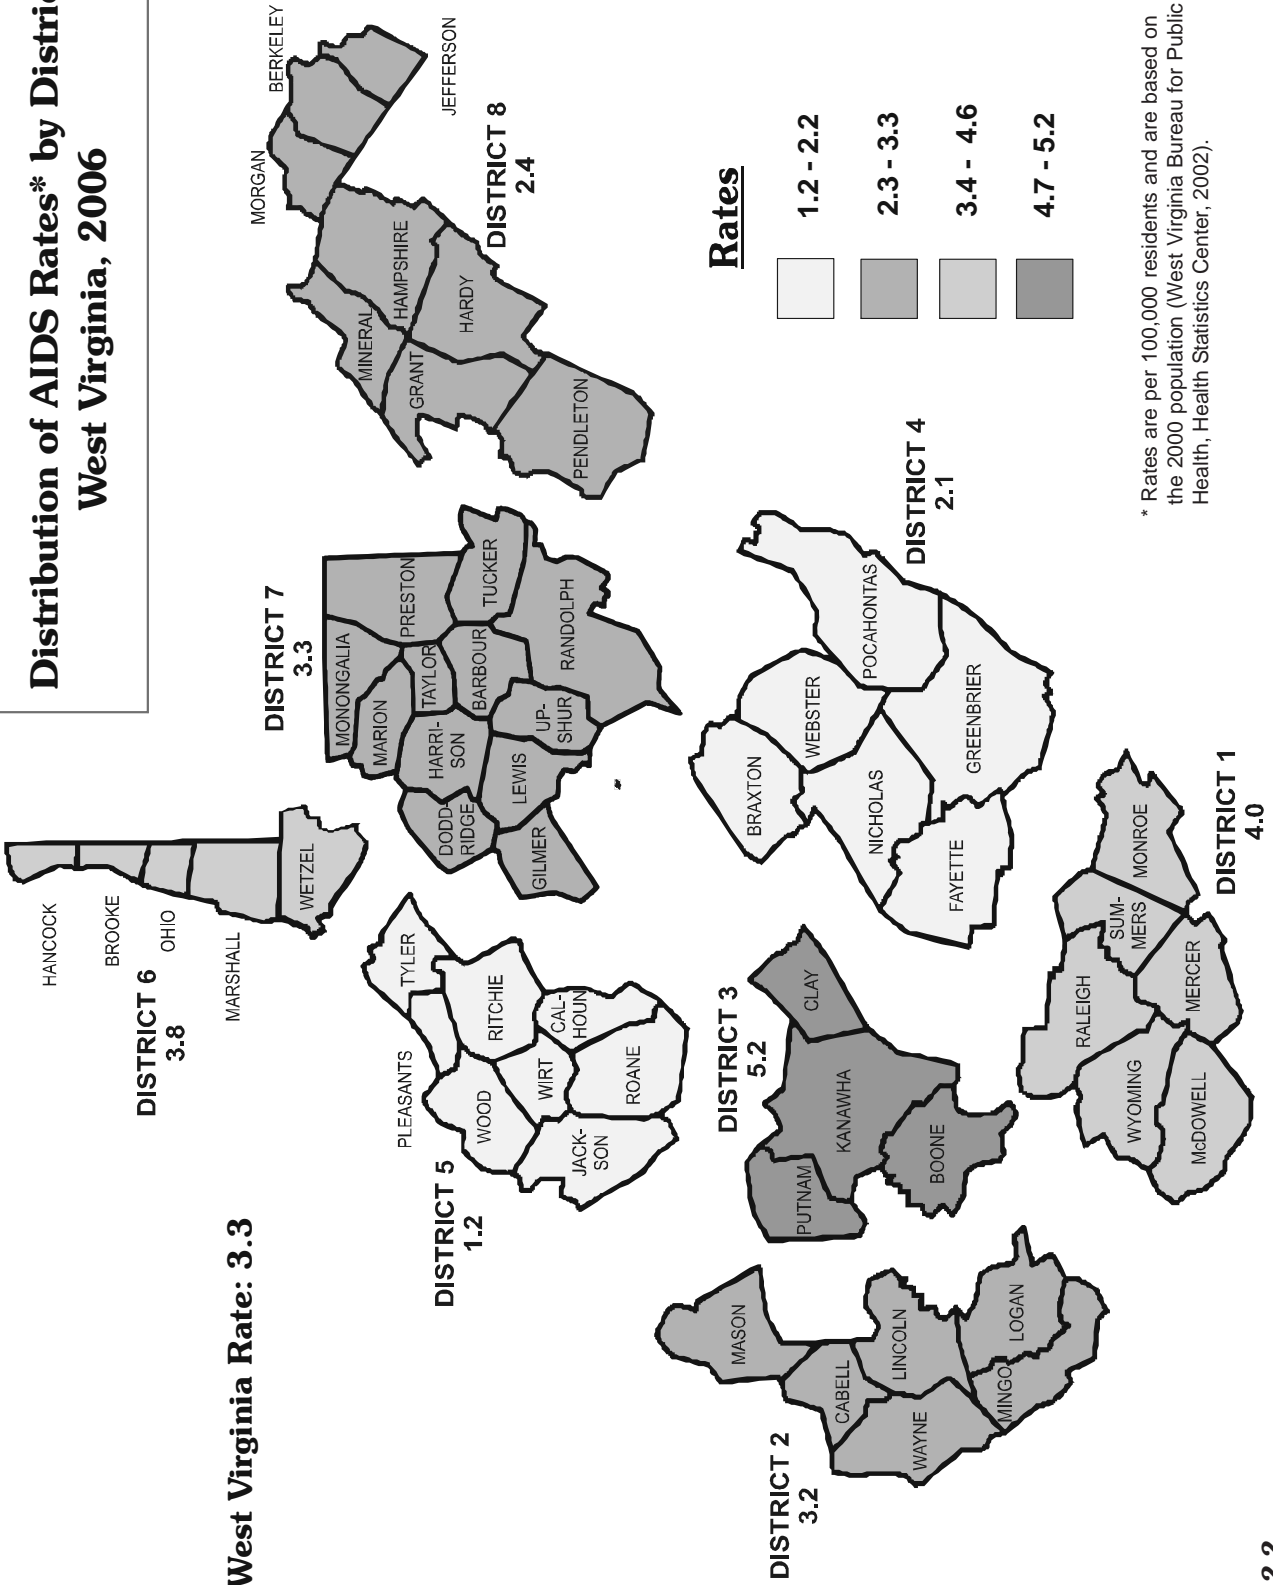 Distribution of AIDS Rates* by
West Virginia, 2006
West Virginia Rate: 3.3
HANCOCK
BROOKE
OHIO
MARSHALL
WETZEL
DISTRICT 6
3.8
MORGAN
BERKELEY
JEFFERSON
MINERAL
HAMPSHIRE
GRANT
HARDY
PENDLETON
DISTRICT 8
2.4
DISTRICT 7
3.3
MONONGALIA
PRESTON
MARION
TAYLOR
TUCKER
HARRI-
SON
BARBOUR
DODD-
RIDGE
LEWIS
UP-
SHUR
RANDOLPH
GILMER
TYLER
PLEASANTS
RITCHIE
WOOD
WIRT
CAL-
HOUN
JACK-
SON
ROANE
DISTRICT 5
1.2
DISTRICT 4
2.1
BRAXTON
WEBSTER
POCAHONTAS
NICHOLAS
GREENBRIER
FAYETTE
DISTRICT 3
5.2
CLAY
KANAWHA
PUTNAM
BOONE
MASON
CABELL
LINCOLN
WAYNE
LOGAN
MINGO
DISTRICT 2
3.2
RALEIGH
SUM-
MERS
MONROE
MERCER
WYOMING
McDOWELL
DISTRICT 1
4.0
Rates
1.2 - 2.2
2.3 - 3.3
3.4 - 4.6
4.7 - 5.2
* Rates are per 100,000 residents and are based on
the 2000 population (West Virginia Bureau for Public
Health, Health Statistics Center, 2002).